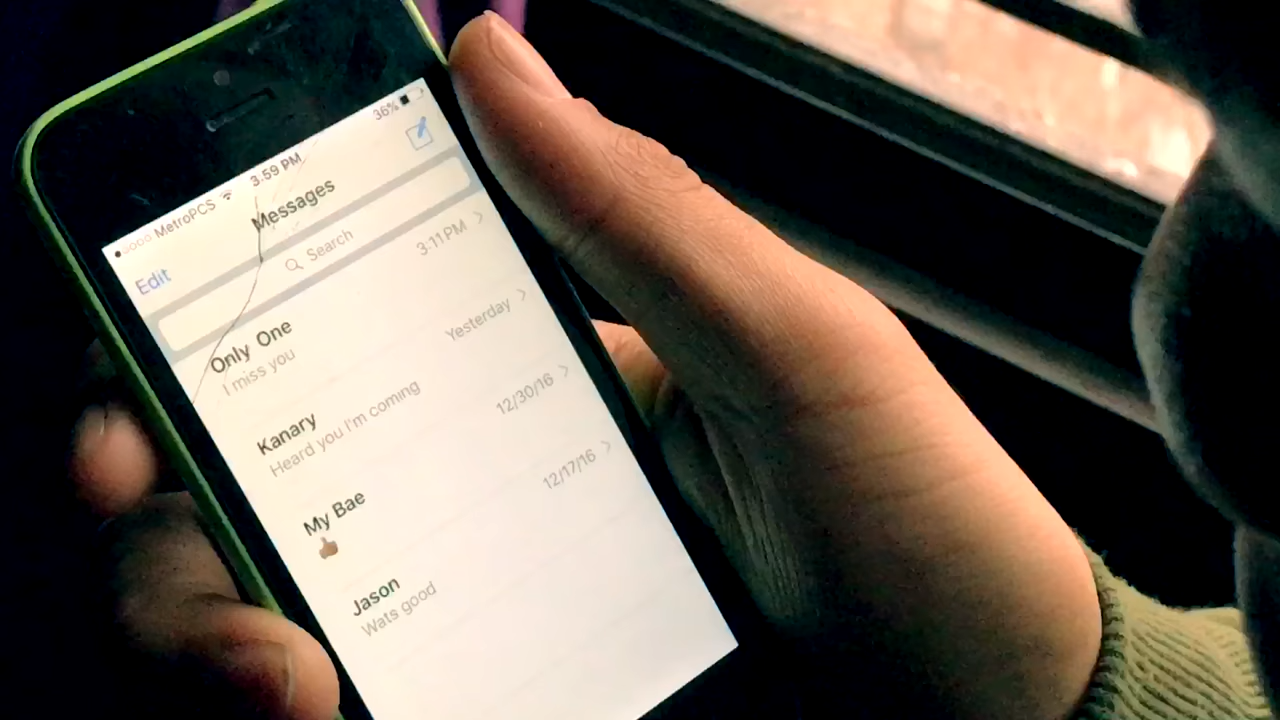 MetroPCS 3:59 PM 36%
Edit Messages
Search
Only One 3:11 PM
I miss you
Kanary Yesterday
Heard you I'm coming
My Bae 12/30/16
👍🏽
Jason 12/17/16
Wats good